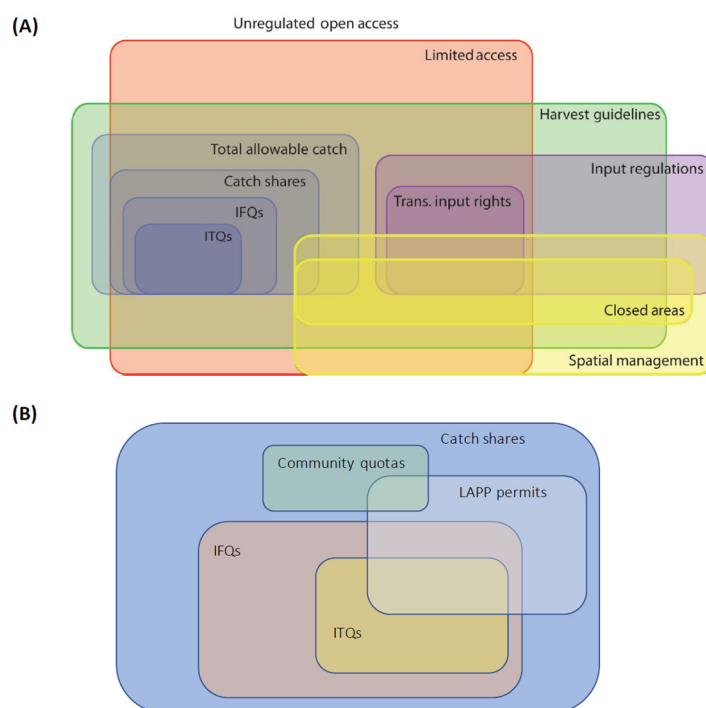 (A)
Unregulated open access
Limited access
Harvest guidelines
Total allowable catch
Input regulations
Catch shares
Trans. input rights
IFQs
ITQs
Closed areas
Spatial management
(B)
Catch shares
Community quotas
LAPP permits
IFQs
ITQs